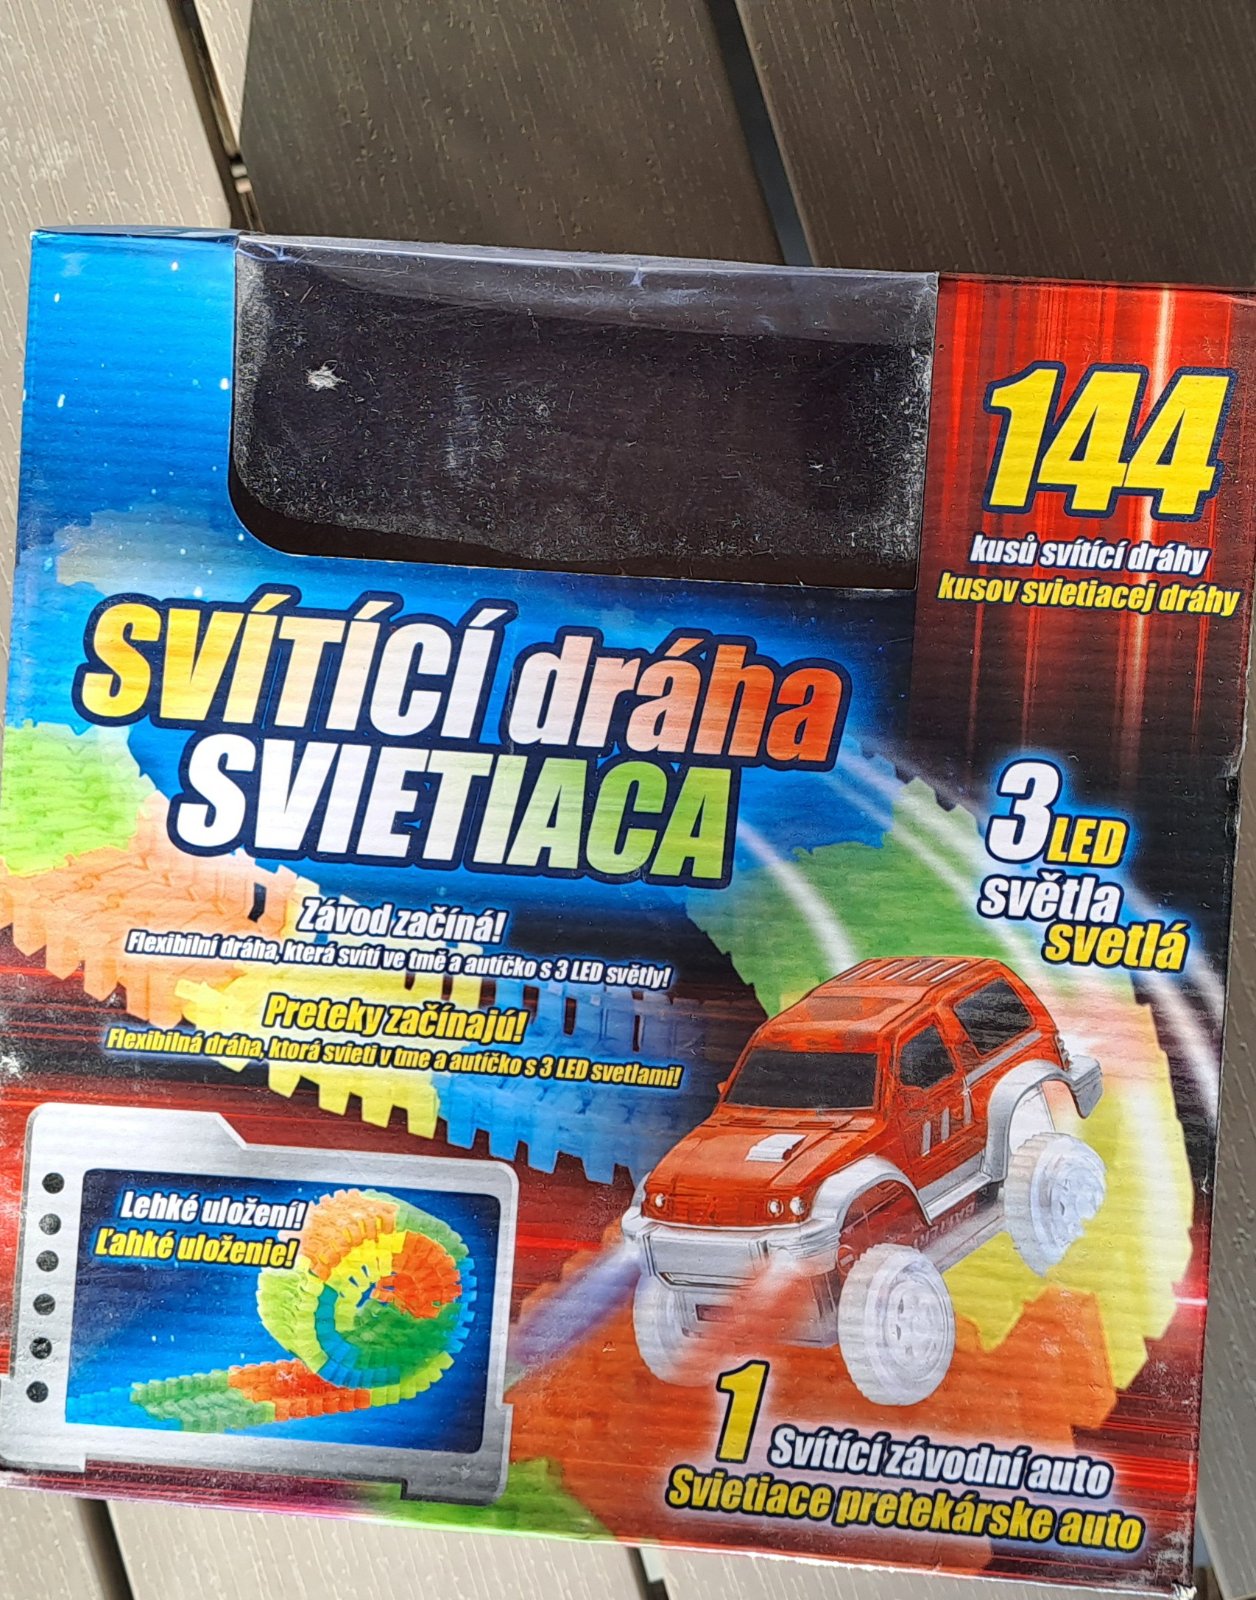 144
kusů svítící dráhy
kusov svietiacej dráhy
SVÍTÍCÍ dráha
SVIETIACA
3 LED
světla
svetlá
Závod začíná!
Flexibilní dráha, která svítí ve tmě a autíčko s 3 LED světly!
Preteky začínajú!
Flexibilná dráha, ktorá svieti v tme a autíčko s 3 LED svetlami!
Lehké uložení!
Ľahké uloženie!
1 Svítící závodní auto
Svietiace pretekárske auto